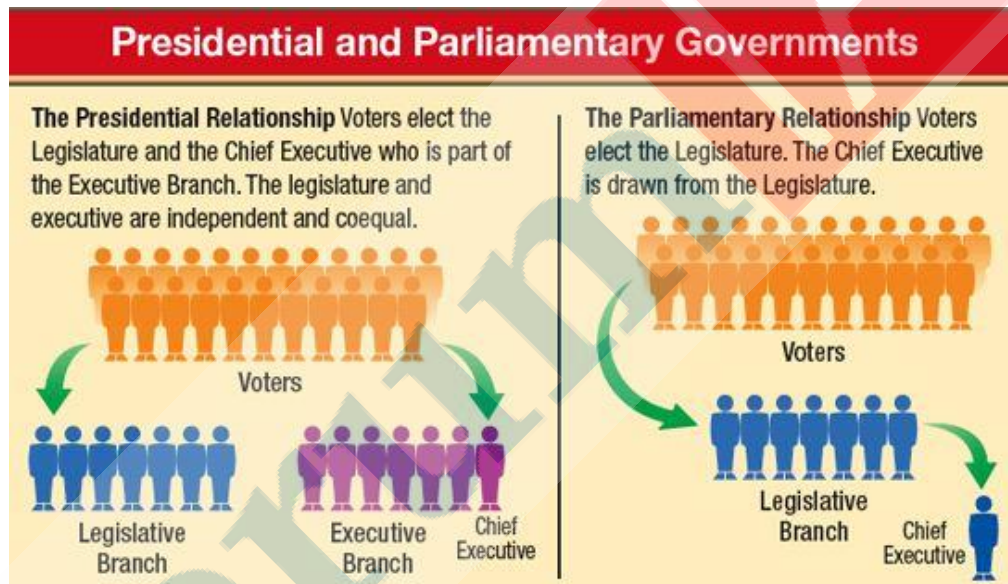 Presidential and Parliamentary Governments
The Presidential Relationship Voters elect the
Legislature and the Chief Executive who is part of
the Executive Branch. The legislature and
executive are independent and coequal.
Voters
Legislative
Branch
Executive
Branch
Chief
Executive
The Parliamentary Relationship Voters
elect the Legislature. The Chief Executive
is drawn from the Legislature.
Voters
Legislative
Branch
Chief
Executive